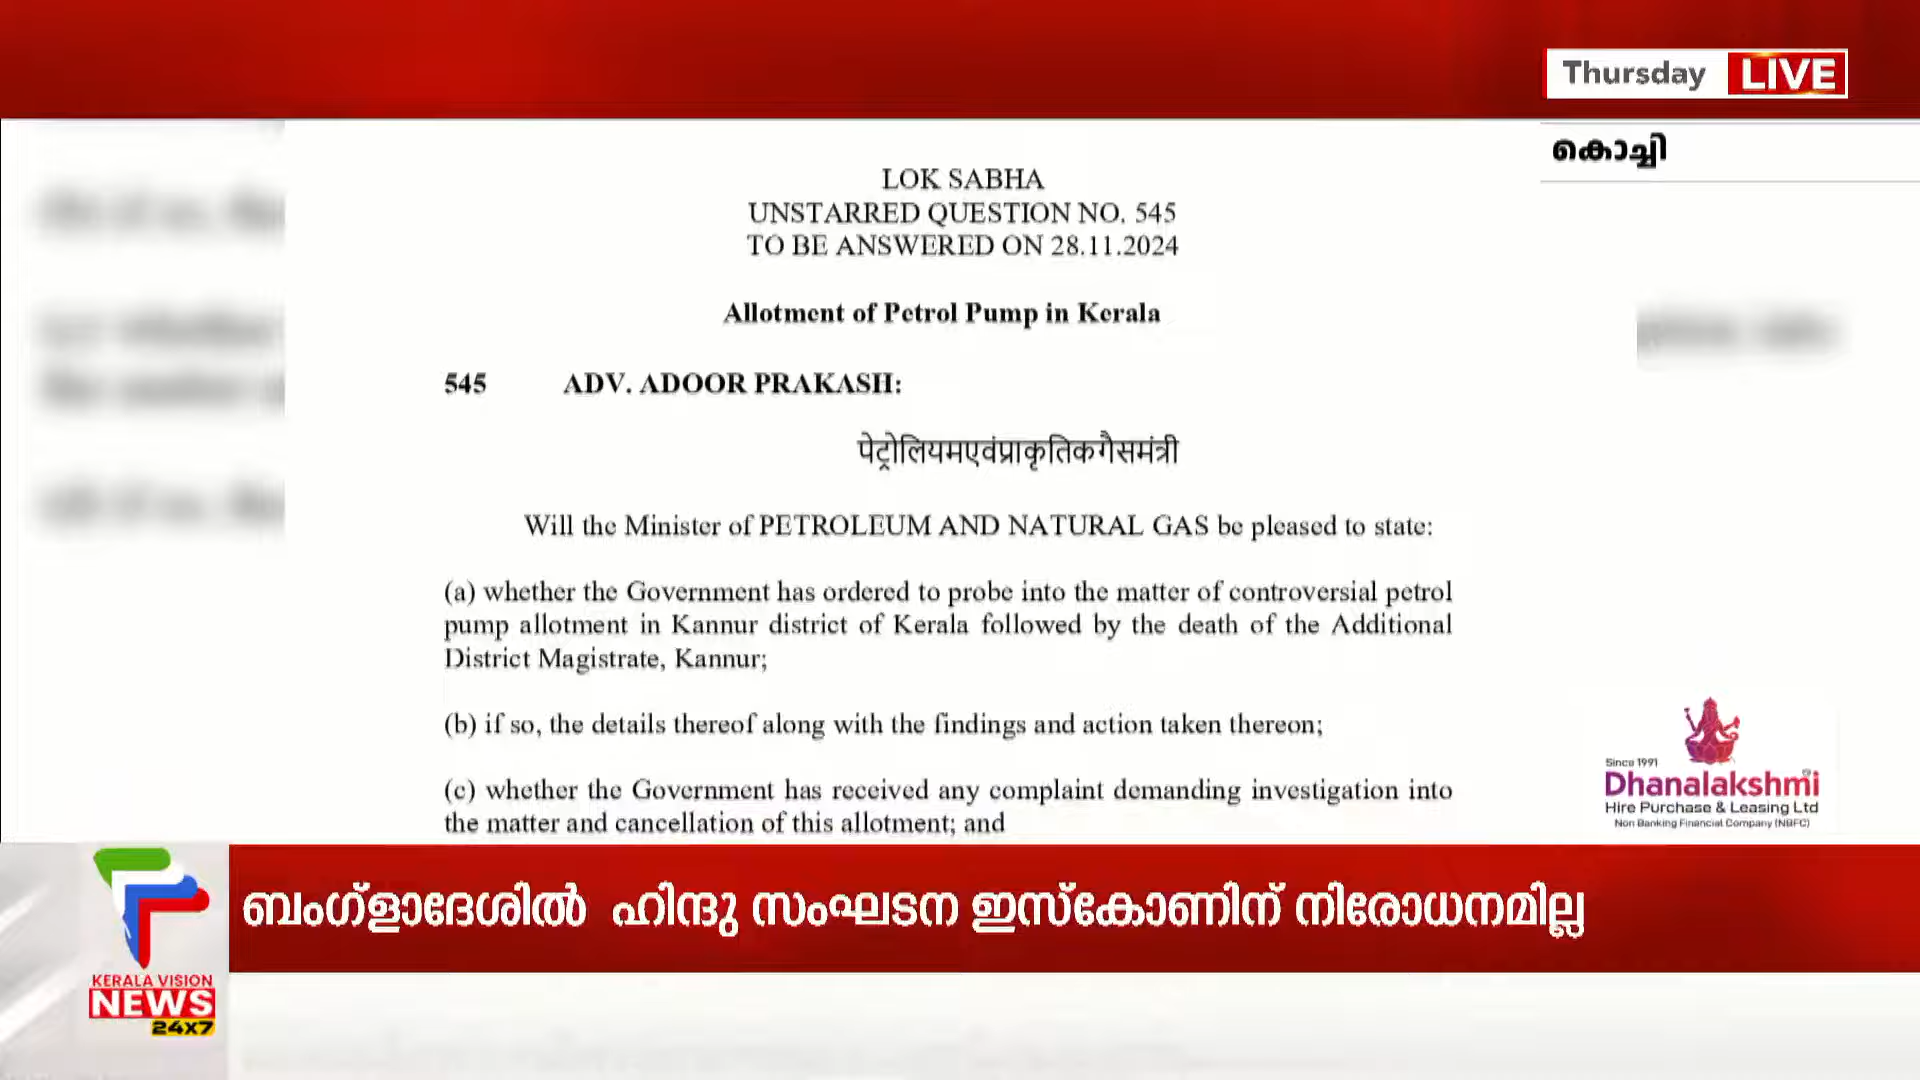 Thursday LIVE
കൊച്ചി
LOK SABHA
UNSTARRED QUESTION NO. 545
TO BE ANSWERED ON 28.11.2024
Allotment of Petrol Pump in Kerala
545 ADV. ADOOR PRAKASH:
पेट्रोलियमएवंप्राकृतिकगैसमंत्री
Will the Minister of PETROLEUM AND NATURAL GAS be pleased to state:
(a) whether the Government has ordered to probe into the matter of controversial petrol
pump allotment in Kannur district of Kerala followed by the death of the Additional
District Magistrate, Kannur;
(b) if so, the details thereof along with the findings and action taken thereon;
(c) whether the Government has received any complaint demanding investigation into
the matter and cancellation of this allotment; and
Since 1991
Dhanalakshmi
Hire Purchase & Leasing Ltd
Non Banking Financial Company (NBFC)
ബംഗ്ളാദേശിൽ ഹിന്ദു സംഘടന ഇസ്കോണിന് നിരോധനമില്ല
KERALA VISION
NEWS
24x7